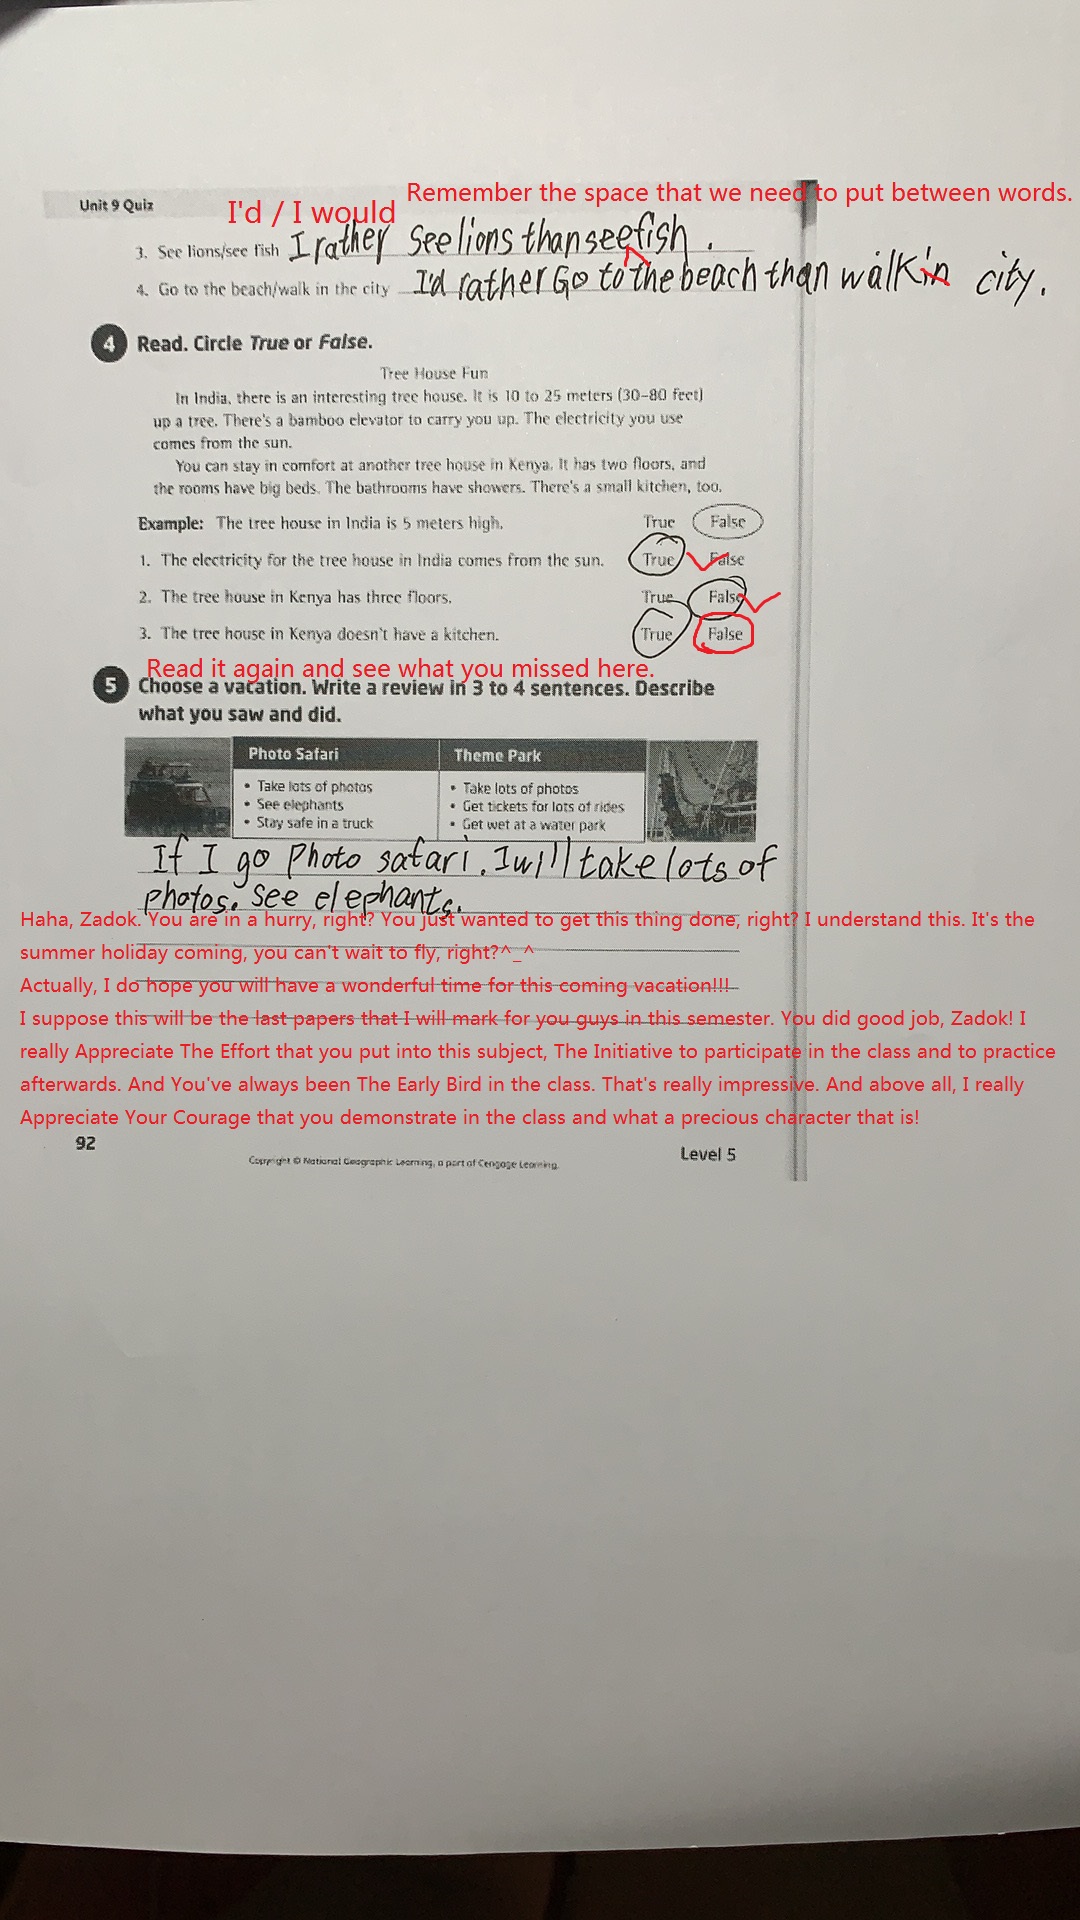 Remember the space that we need to put between words.
Unit 9 Quiz
I'd / I would
3. See lions/see fish I rather see lions than see fish.
4. Go to the beach/walk in the city I'd rather Go to the beach than walk in city.
4 Read. Circle True or False.
Tree House Fun
In India, there is an interesting tree house. It is 10 to 25 meters (30–80 feet)
up a tree. There's a bamboo elevator to carry you up. The electricity you use
comes from the sun.
You can stay in comfort at another tree house in Kenya. It has two floors, and
the rooms have big beds. The bathrooms have showers. There's a small kitchen, too.
Example: The tree house in India is 5 meters high. True False
1. The electricity for the tree house in India comes from the sun. True False
2. The tree house in Kenya has three floors. True False
3. The tree house in Kenya doesn't have a kitchen. True False
Read it again and see what you missed here.
5 Choose a vacation. Write a review in 3 to 4 sentences. Describe
what you saw and did.
Photo Safari Theme Park
• Take lots of photos • Take lots of photos
• See elephants • Get tickets for lots of rides
• Stay safe in a truck • Get wet at a water park
If I go Photo safari. I will take lots of
photos. see elephants.
Haha, Zadok. You are in a hurry, right? You just wanted to get this thing done, right? I understand this. It's the
summer holiday coming, you can't wait to fly, right?^_^
Actually, I do hope you will have a wonderful time for this coming vacation!!!
I suppose this will be the last papers that I will mark for you guys in this semester. You did good job, Zadok! I
really Appreciate The Effort that you put into this subject, The Initiative to participate in the class and to practice
afterwards. And You've always been The Early Bird in the class. That's really impressive. And above all, I really
Appreciate Your Courage that you demonstrate in the class and what a precious character that is!
92
Copyright © National Geographic Learning, a part of Cengage Learning.
Level 5